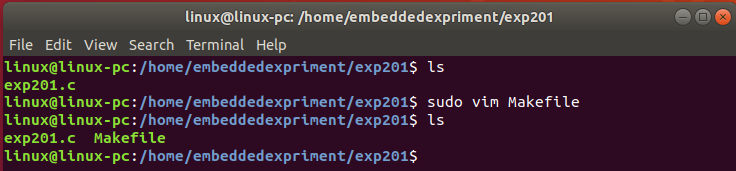 linux@linux-pc: /home/embeddedexpriment/exp201
File Edit View Search Terminal Help
linux@linux-pc:/home/embeddedexpriment/exp201$ ls
exp201.c
linux@linux-pc:/home/embeddedexpriment/exp201$ sudo vim Makefile
linux@linux-pc:/home/embeddedexpriment/exp201$ ls
exp201.c  Makefile
linux@linux-pc:/home/embeddedexpriment/exp201$